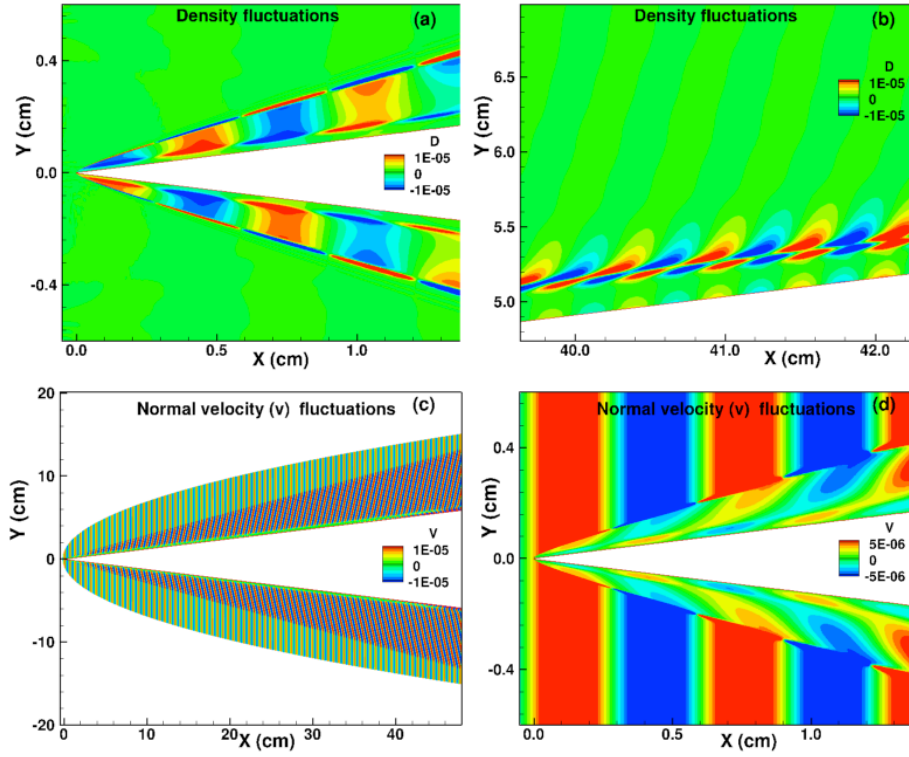 Density fluctuations (a)
Y (cm)
0.4
0.0
-0.4
D
1E-05
0
-1E-05
0.0 0.5 1.0
X (cm)
Density fluctuations (b)
Y (cm)
6.5
6.0
5.5
5.0
D
1E-05
0
-1E-05
40.0 41.0 42.0
X (cm)
Normal velocity (v) fluctuations (c)
Y (cm)
20
10
0
-10
-20
V
1E-05
0
-1E-05
0 10 20 30 40
X (cm)
Normal velocity (v) fluctuations (d)
Y (cm)
0.4
0.0
-0.4
V
5E-06
0
-5E-06
0.0 0.5 1.0
X (cm)